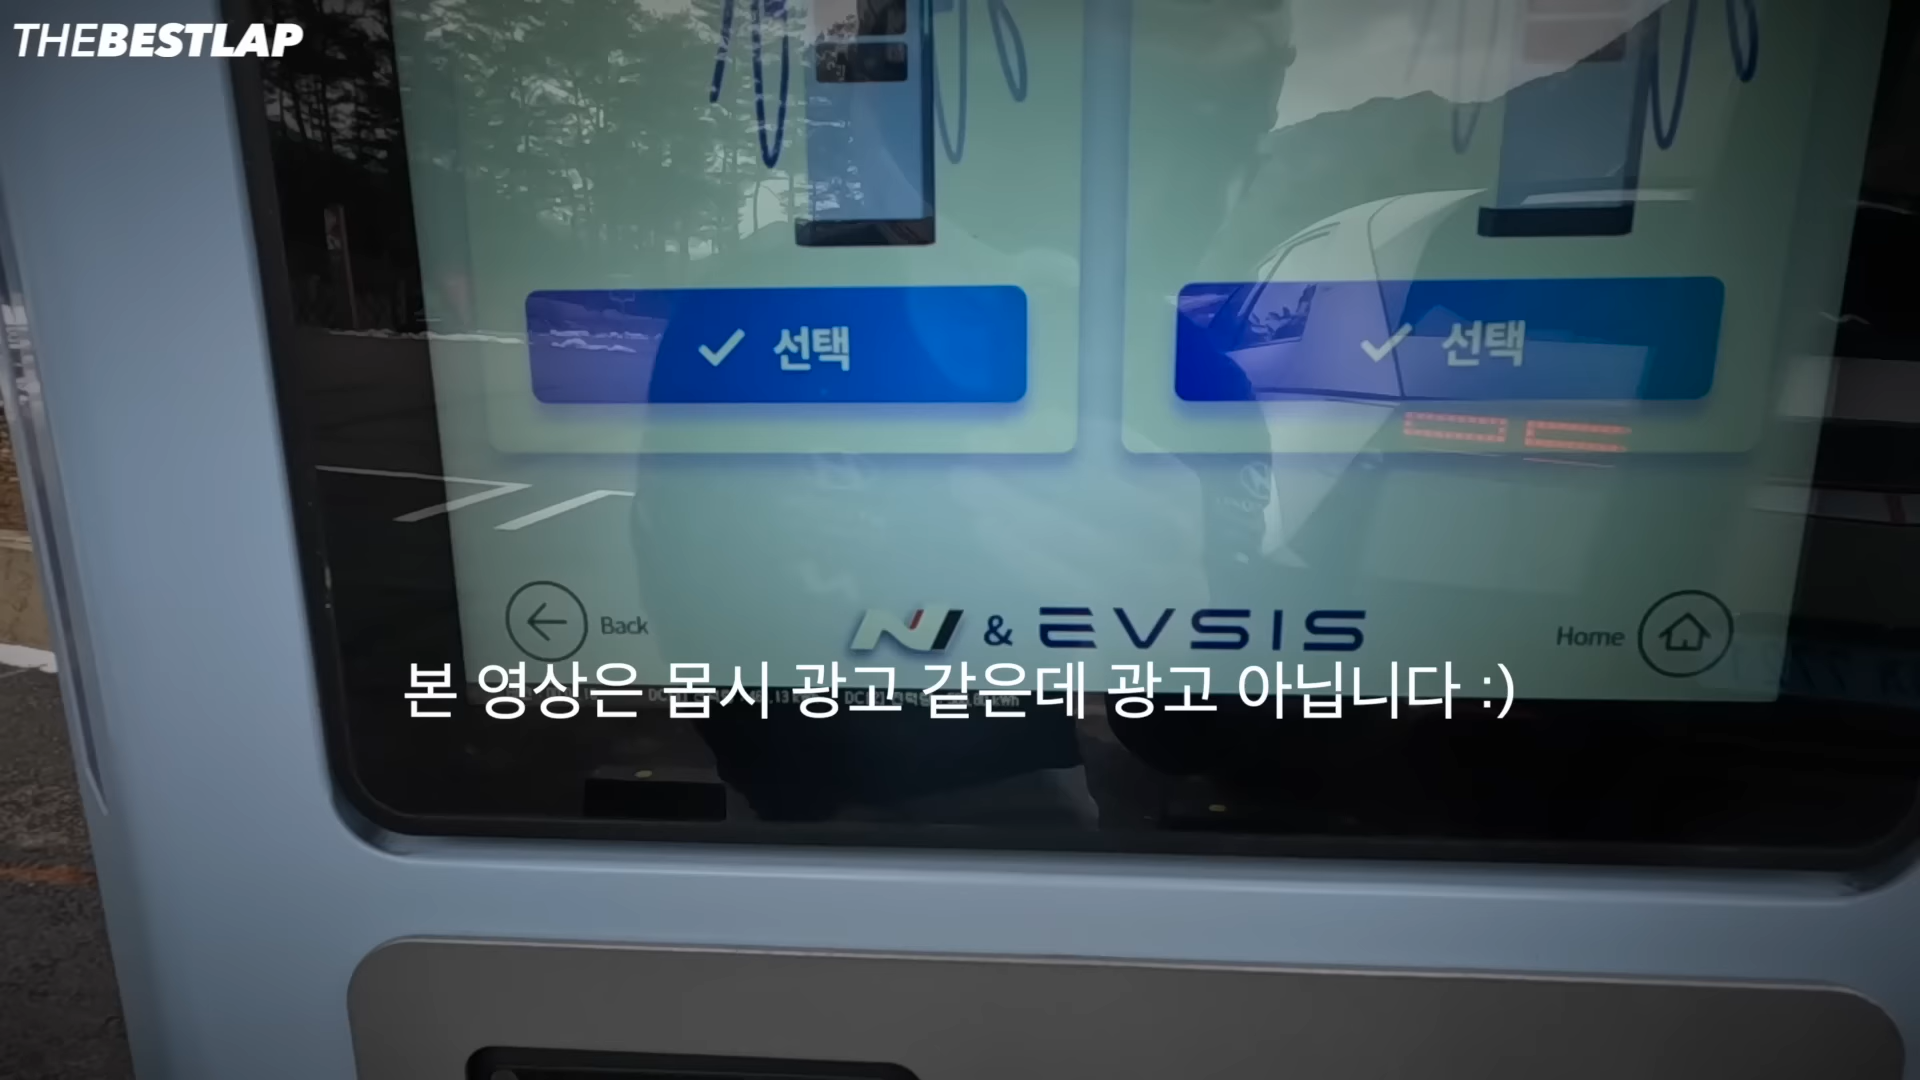 THEBESTLAP
선택
선택
Back
N & EVSIS
Home
본 영상은 몹시 광고 같은데 광고 아닙니다 :)